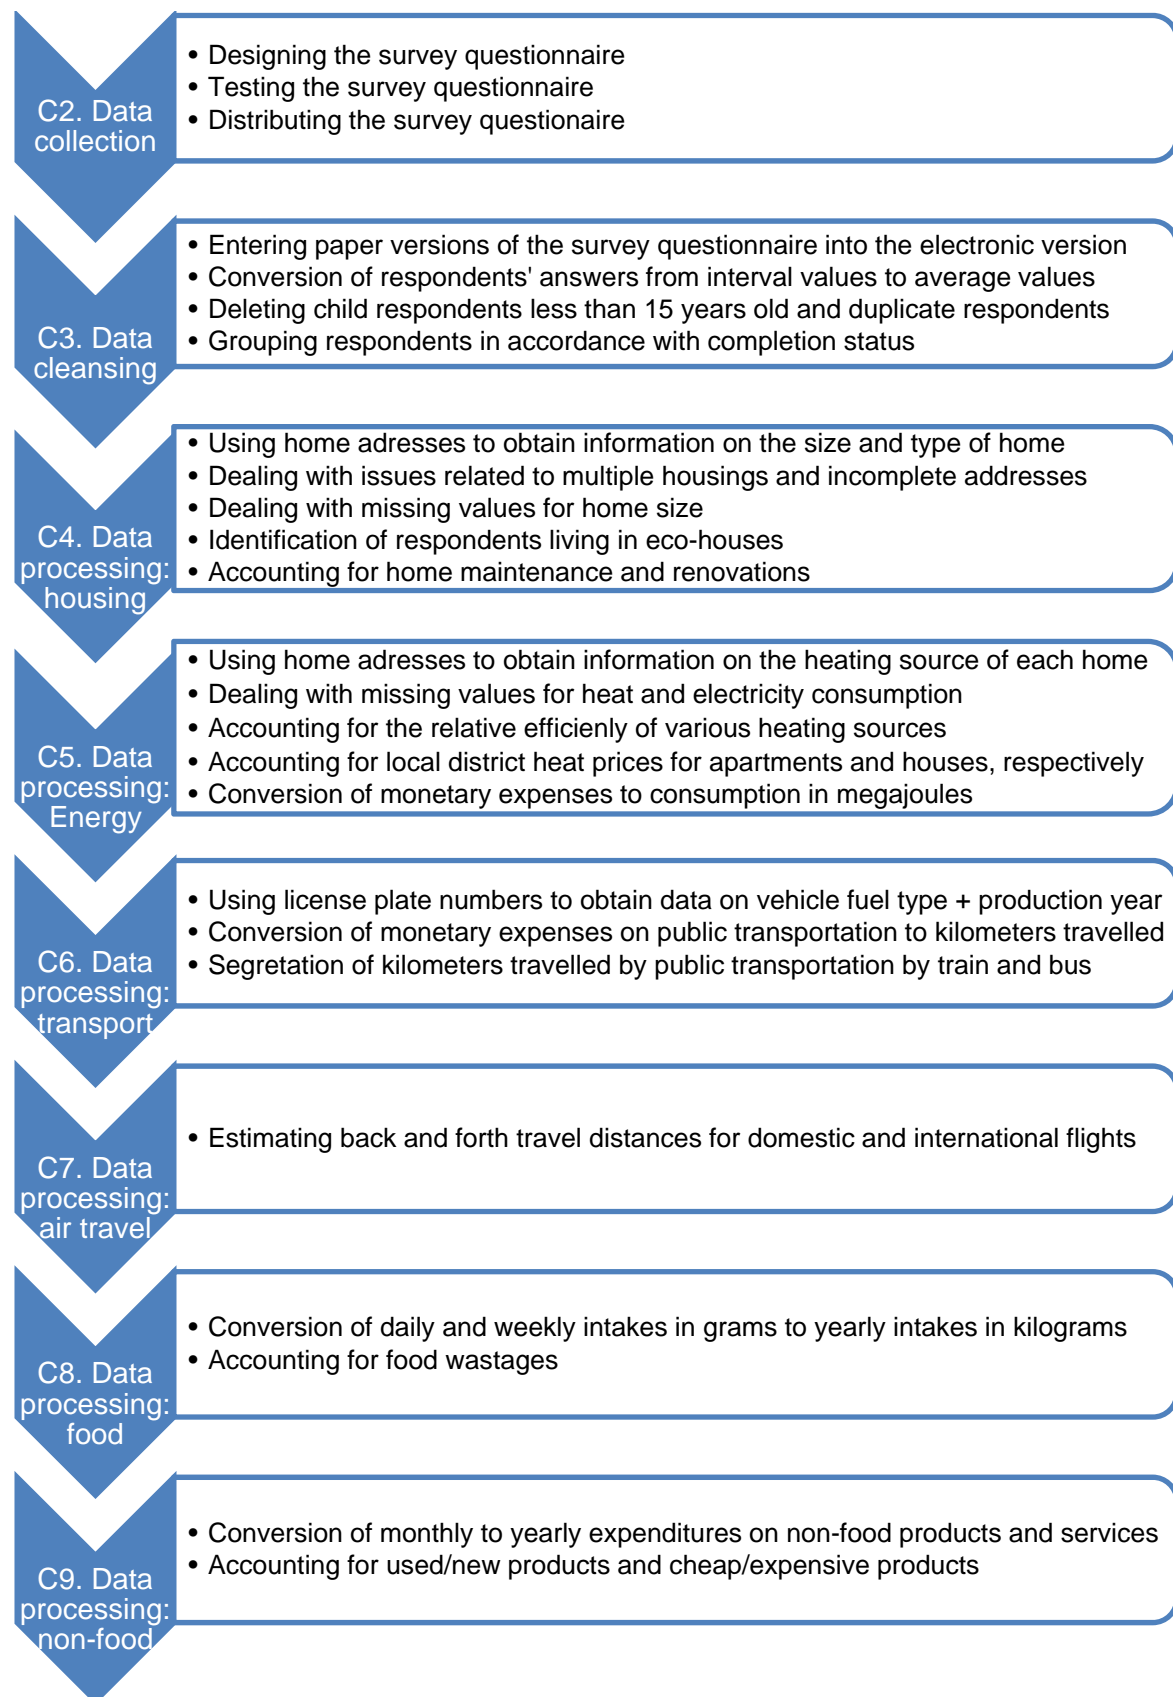 C2. Data
collection
• Designing the survey questionnaire
• Testing the survey questionnaire
• Distributing the survey questionaire
C3. Data
cleansing
• Entering paper versions of the survey questionnaire into the electronic version
• Conversion of respondents' answers from interval values to average values
• Deleting child respondents less than 15 years old and duplicate respondents
• Grouping respondents in accordance with completion status
C4. Data
processing:
housing
• Using home adresses to obtain information on the size and type of home
• Dealing with issues related to multiple housings and incomplete addresses
• Dealing with missing values for home size
• Identification of respondents living in eco-houses
• Accounting for home maintenance and renovations
C5. Data
processing:
Energy
• Using home adresses to obtain information on the heating source of each home
• Dealing with missing values for heat and electricity consumption
• Accounting for the relative efficienly of various heating sources
• Accounting for local district heat prices for apartments and houses, respectively
• Conversion of monetary expenses to consumption in megajoules
C6. Data
processing:
transport
• Using license plate numbers to obtain data on vehicle fuel type + production year
• Conversion of monetary expenses on public transportation to kilometers travelled
• Segretation of kilometers travelled by public transportation by train and bus
C7. Data
processing:
air travel
• Estimating back and forth travel distances for domestic and international flights
C8. Data
processing:
food
• Conversion of daily and weekly intakes in grams to yearly intakes in kilograms
• Accounting for food wastages
C9. Data
processing:
non-food
• Conversion of monthly to yearly expenditures on non-food products and services
• Accounting for used/new products and cheap/expensive products